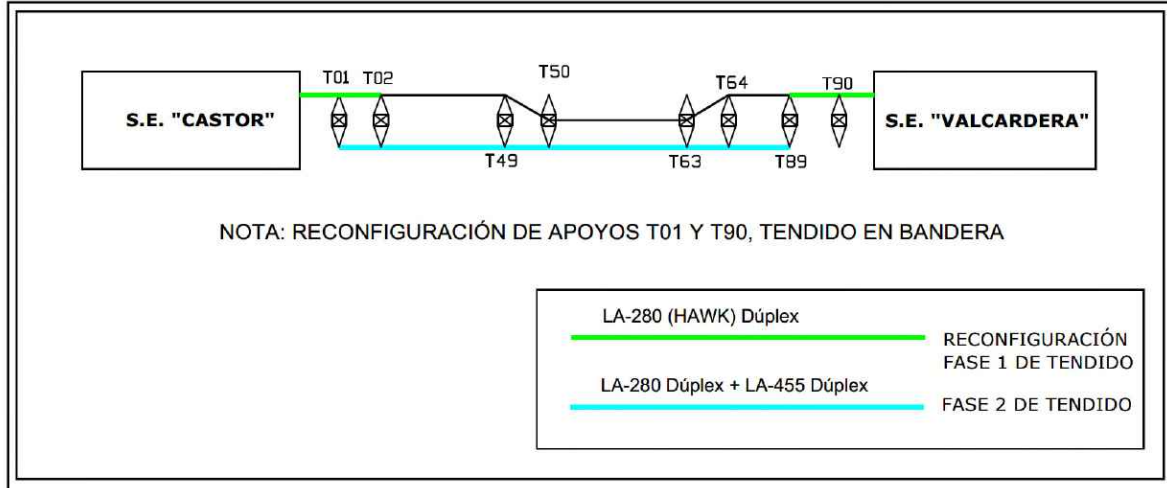 T01 T02 T50 T64 T90
S.E. "CASTOR"
S.E. "VALCARDERA"
T49 T63 T89
NOTA: RECONFIGURACIÓN DE APOYOS T01 Y T90, TENDIDO EN BANDERA
LA-280 (HAWK) Dúplex
RECONFIGURACIÓN
FASE 1 DE TENDIDO
LA-280 Dúplex + LA-455 Dúplex
FASE 2 DE TENDIDO